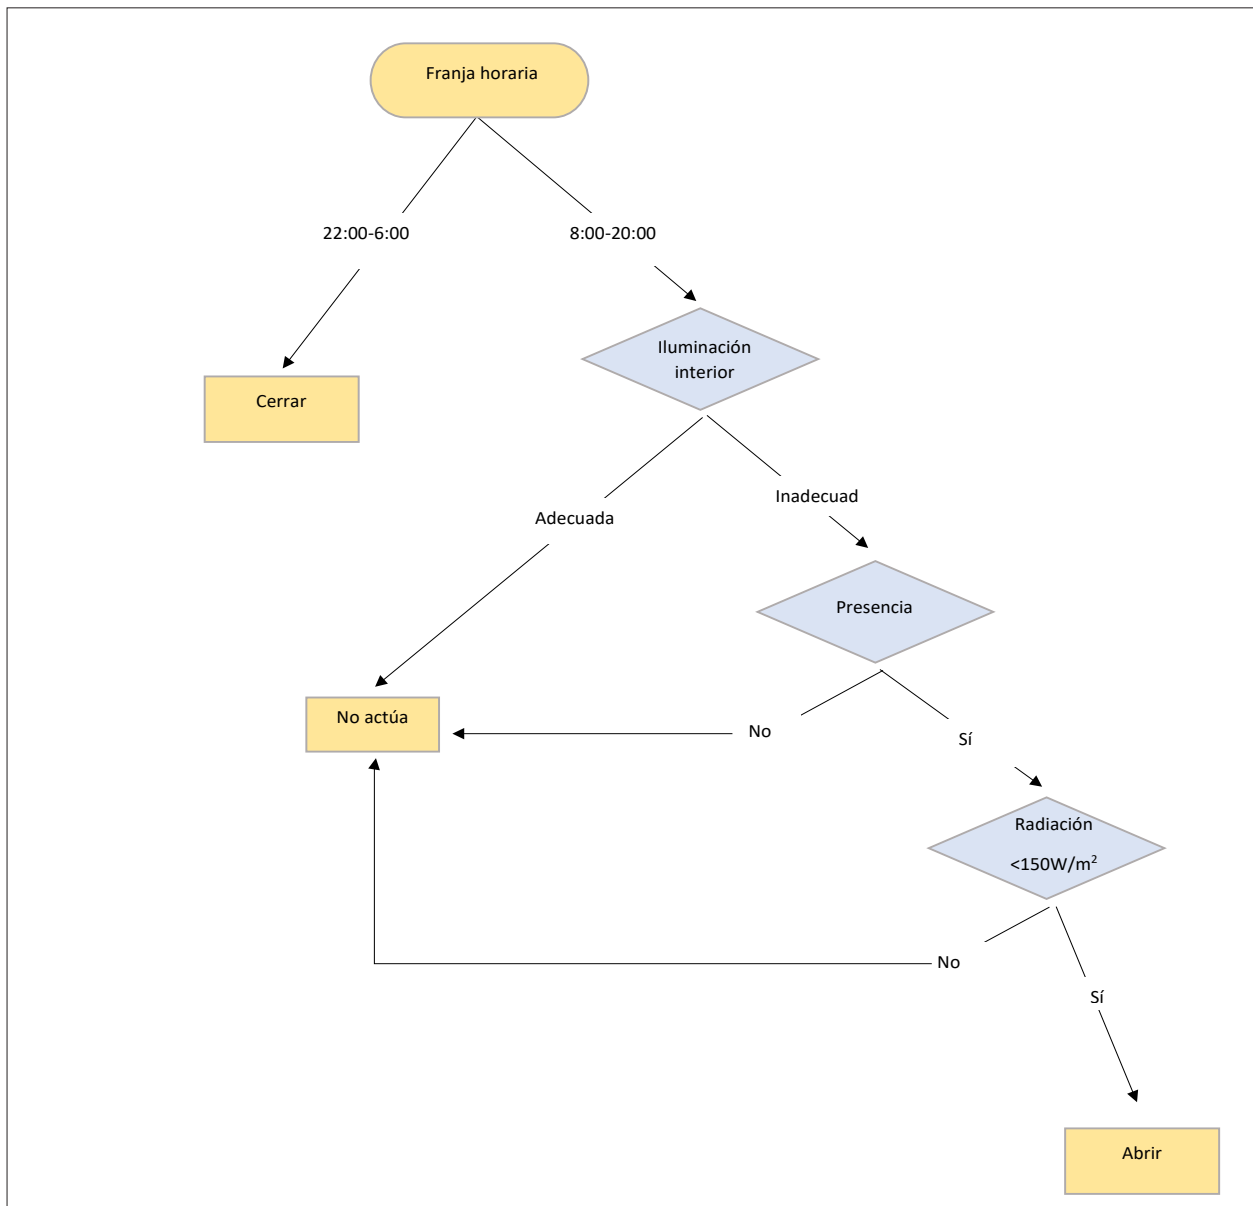 Franja horaria
22:00-6:00
8:00-20:00
Iluminación
interior
Cerrar
Inadecuad
Adecuada
Presencia
No actúa
No
Sí
Radiación
<150W/m²
No
Sí
Abrir